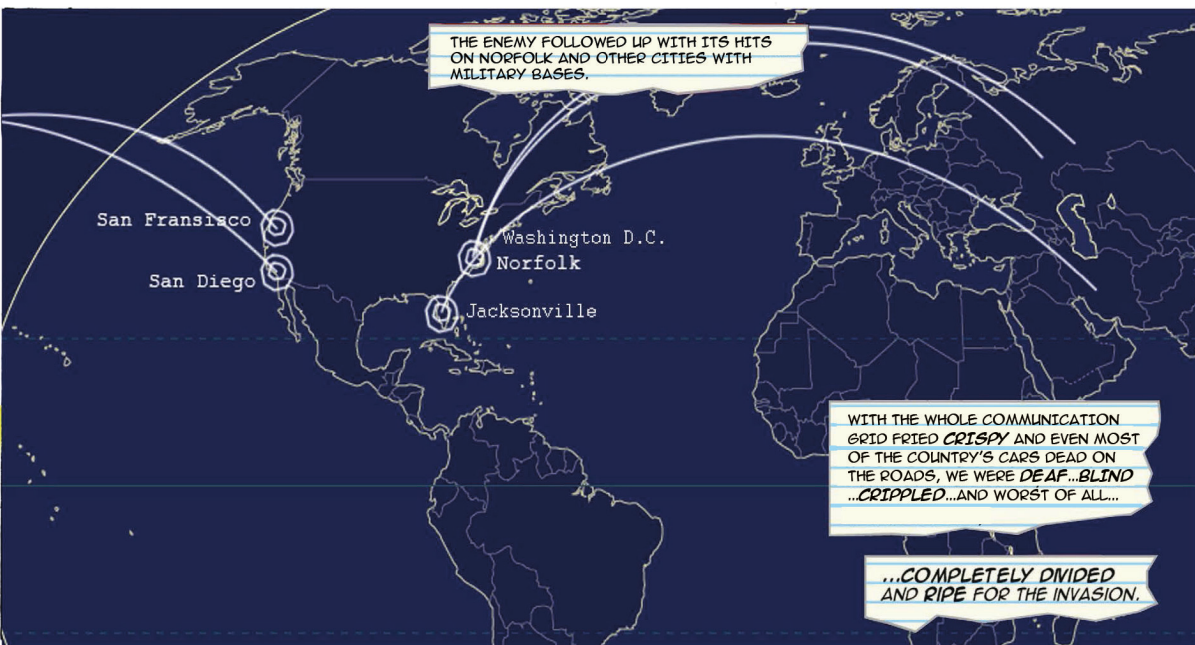 THE ENEMY FOLLOWED UP WITH ITS HITS
ON NORFOLK AND OTHER CITIES WITH
MILITARY BASES.
San Fransisco
Washington D.C.
Norfolk
San Diego
Jacksonville
WITH THE WHOLE COMMUNICATION
GRID FRIED CRISPY AND EVEN MOST
OF THE COUNTRY'S CARS DEAD ON
THE ROADS, WE WERE DEAF...BLIND
...CRIPPLED...AND WORST OF ALL...
...COMPLETELY DIVIDED
AND RIPE FOR THE INVASION.